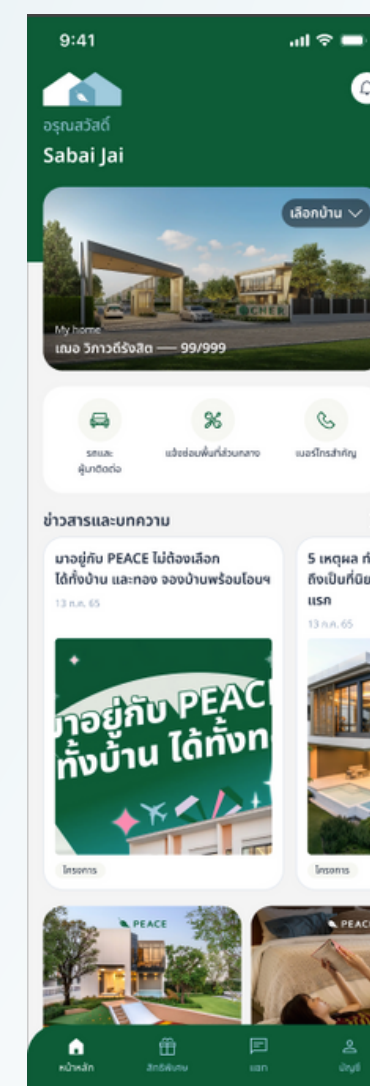 9:41
อรุณสวัสดิ์
Sabai Jai
เลือกบ้าน
CHER
My home
เฌอ วิภาวดีรังสิต — 99/999
รถและ
ผู้มาติดต่อ
แจ้งซ่อมพื้นที่ส่วนกลาง
เบอร์โทรสำคัญ
ข่าวสารและบทความ
มาอยู่กับ PEACE ไม่ต้องเลือก
ได้ทั้งบ้าน และทอง จองบ้านพร้อมโอนฯ
13 ก.ค. 65
มาอยู่กับ PEAC
ทั้งบ้าน ได้ทั้งท
โครงการ
5 เหตุผล ท
ถึงเป็นที่นิย
แรก
13 ก.ค. 65
โครงการ
PEACE
PEAC
หน้าหลัก
สิทธิพิเศษ
แชท
บัญชี